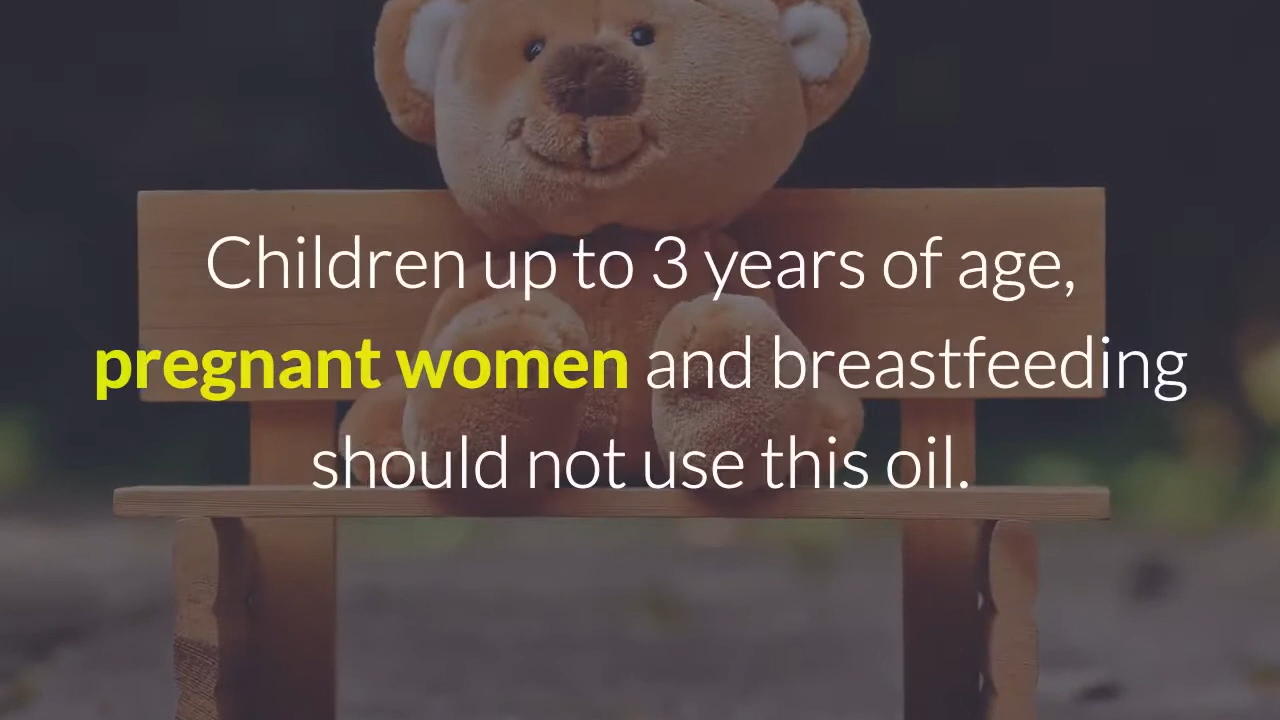 Children up to 3 years of age,
pregnant women and breastfeeding
should not use this oil.